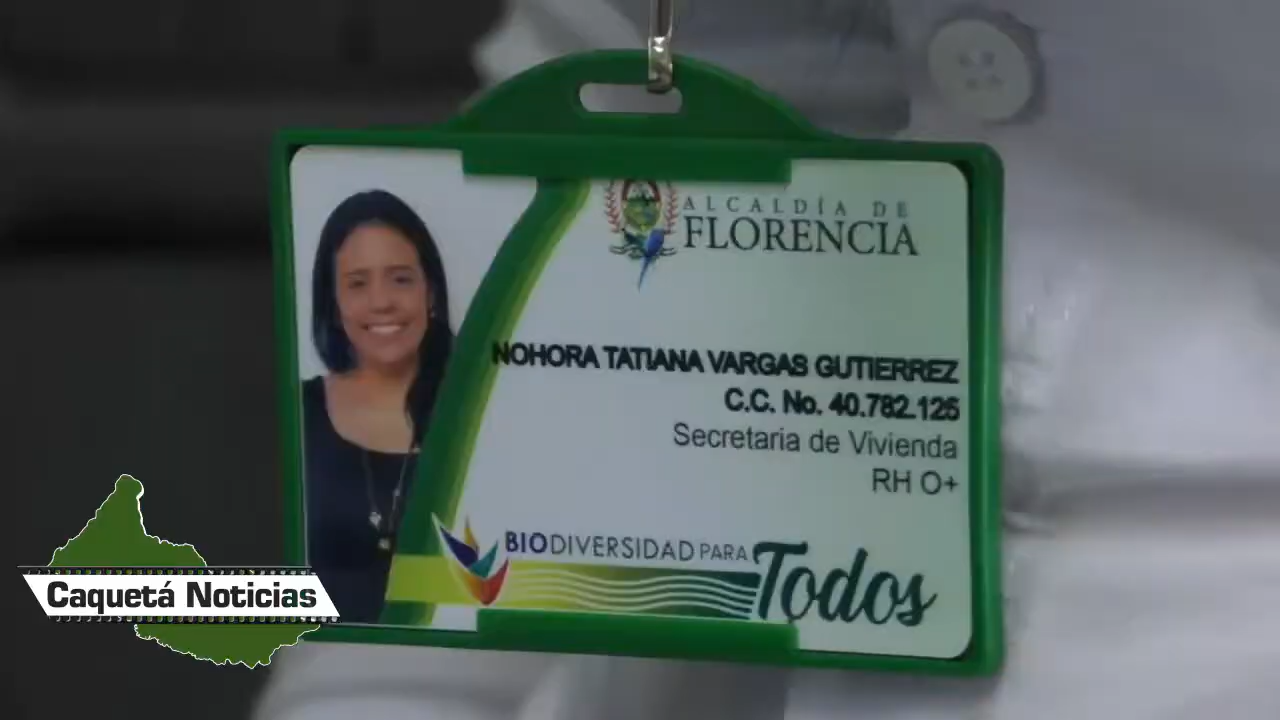 ALCALDÍA DE
FLORENCIA
NOHORA TATIANA VARGAS GUTIERREZ
C.C. No. 40.782.125
Secretaria de Vivienda
RH O+
BIODIVERSIDAD PARA Todos
Caquetá Noticias